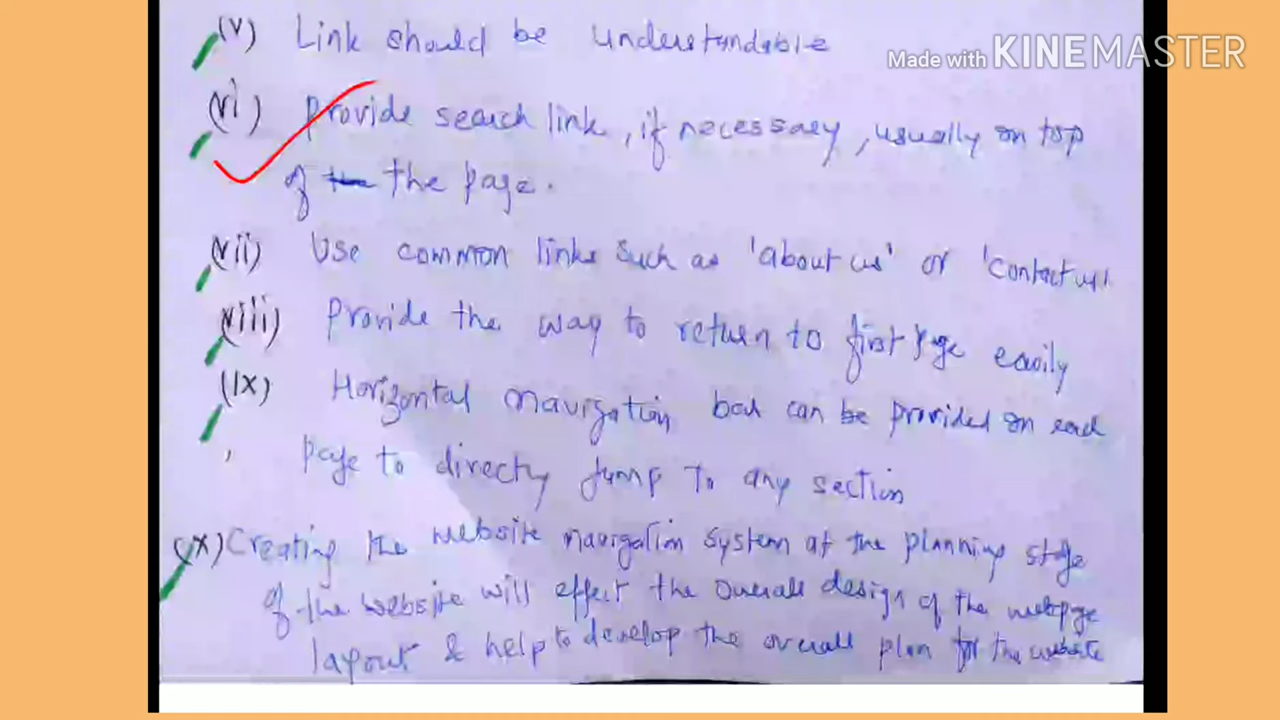 (v) Link should be understandable
Made with KINEMASTER
(vi) Provide search link, if necessary, usually on top
of the page.
(vii) Use common links such as 'about us' or 'contact us'
(viii) Provide the way to return to first page easily
(ix) Horizontal navigation bar can be provided on each
page to directly jump to any section
(x) Creating the website navigation system at the planning stage
of the website will effect the overall design of the webpage
layout & help to develop the overall plan for the website